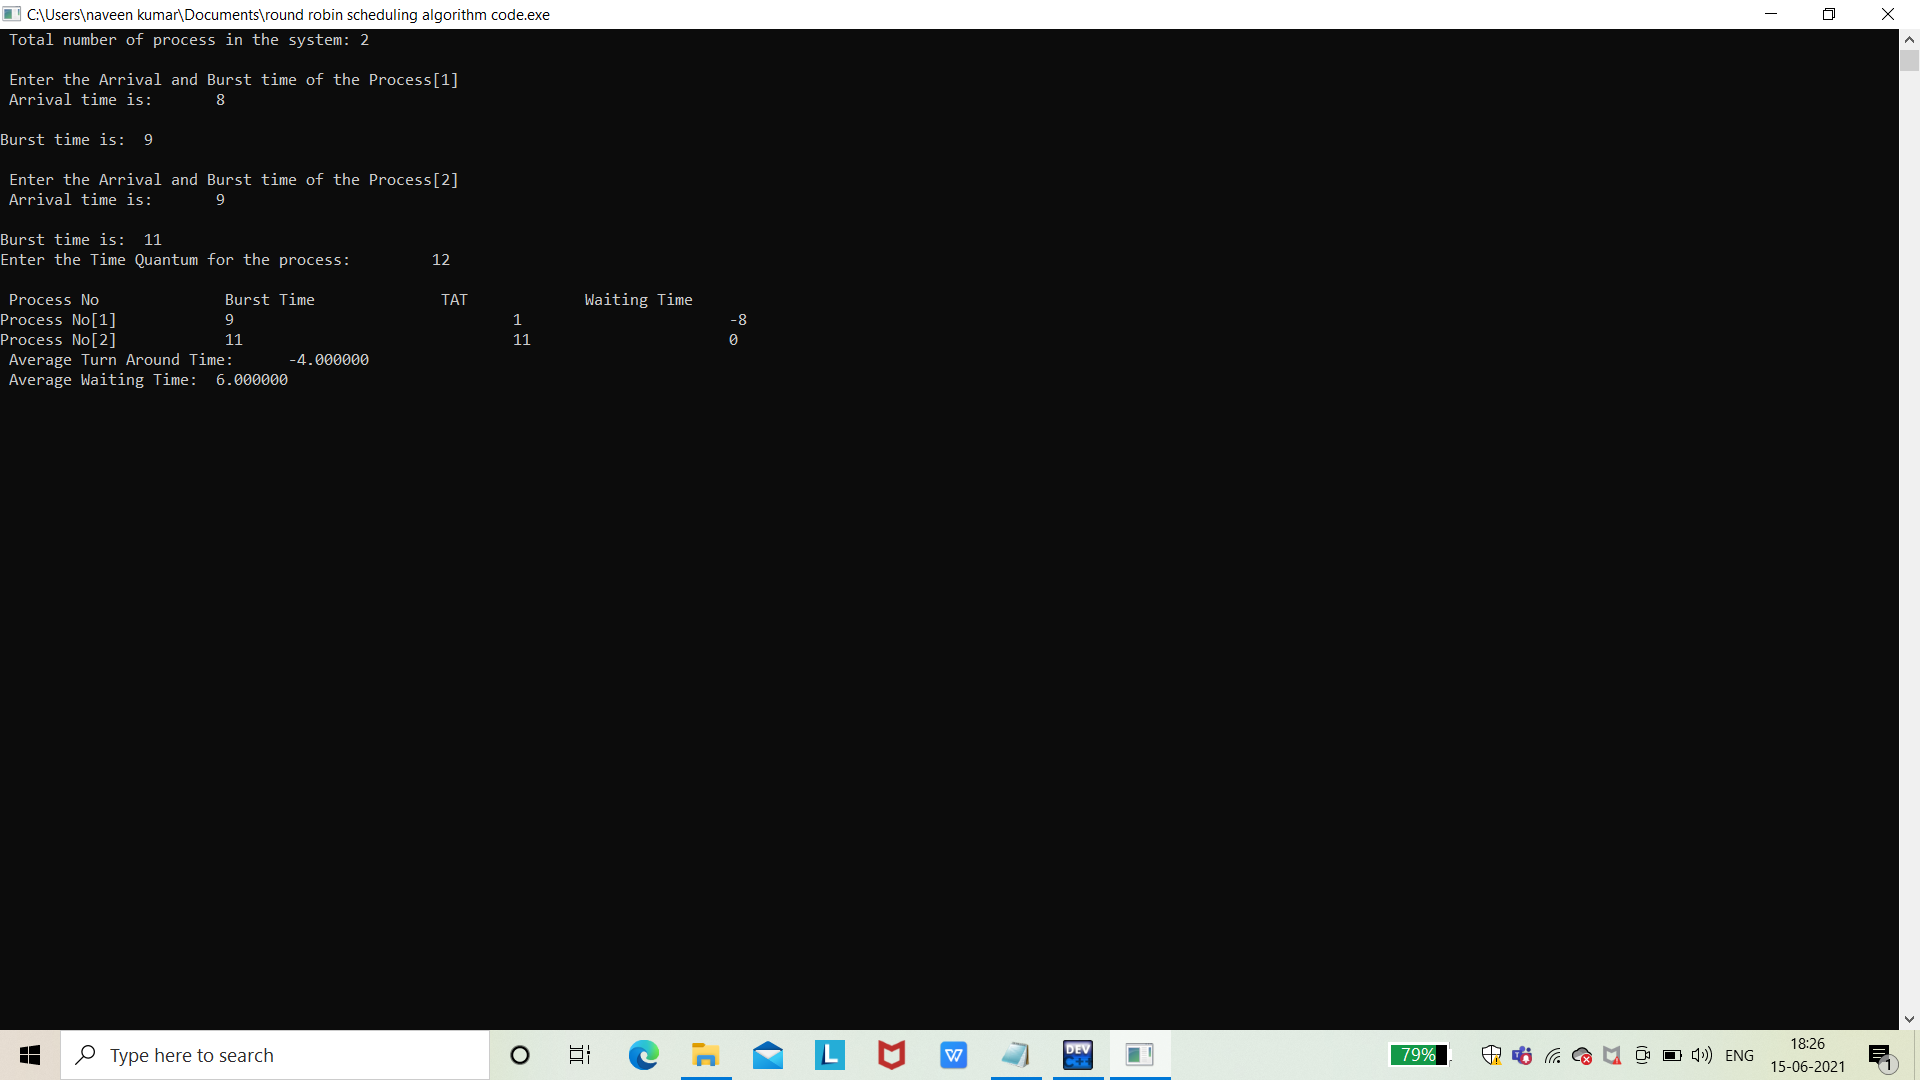 C:\Users\naveen kumar\Documents\round robin scheduling algorithm code.exe
Total number of process in the system: 2
Enter the Arrival and Burst time of the Process[1]
Arrival time is: 8
Burst time is: 9
Enter the Arrival and Burst time of the Process[2]
Arrival time is: 9
Burst time is: 11
Enter the Time Quantum for the process: 12
Process No Burst Time TAT Waiting Time
Process No[1] 9 1 -8
Process No[2] 11 11 0
Average Turn Around Time: -4.000000
Average Waiting Time: 6.000000
Type here to search
L
W
DEV
C++
79%
ENG
18:26
15-06-2021
1